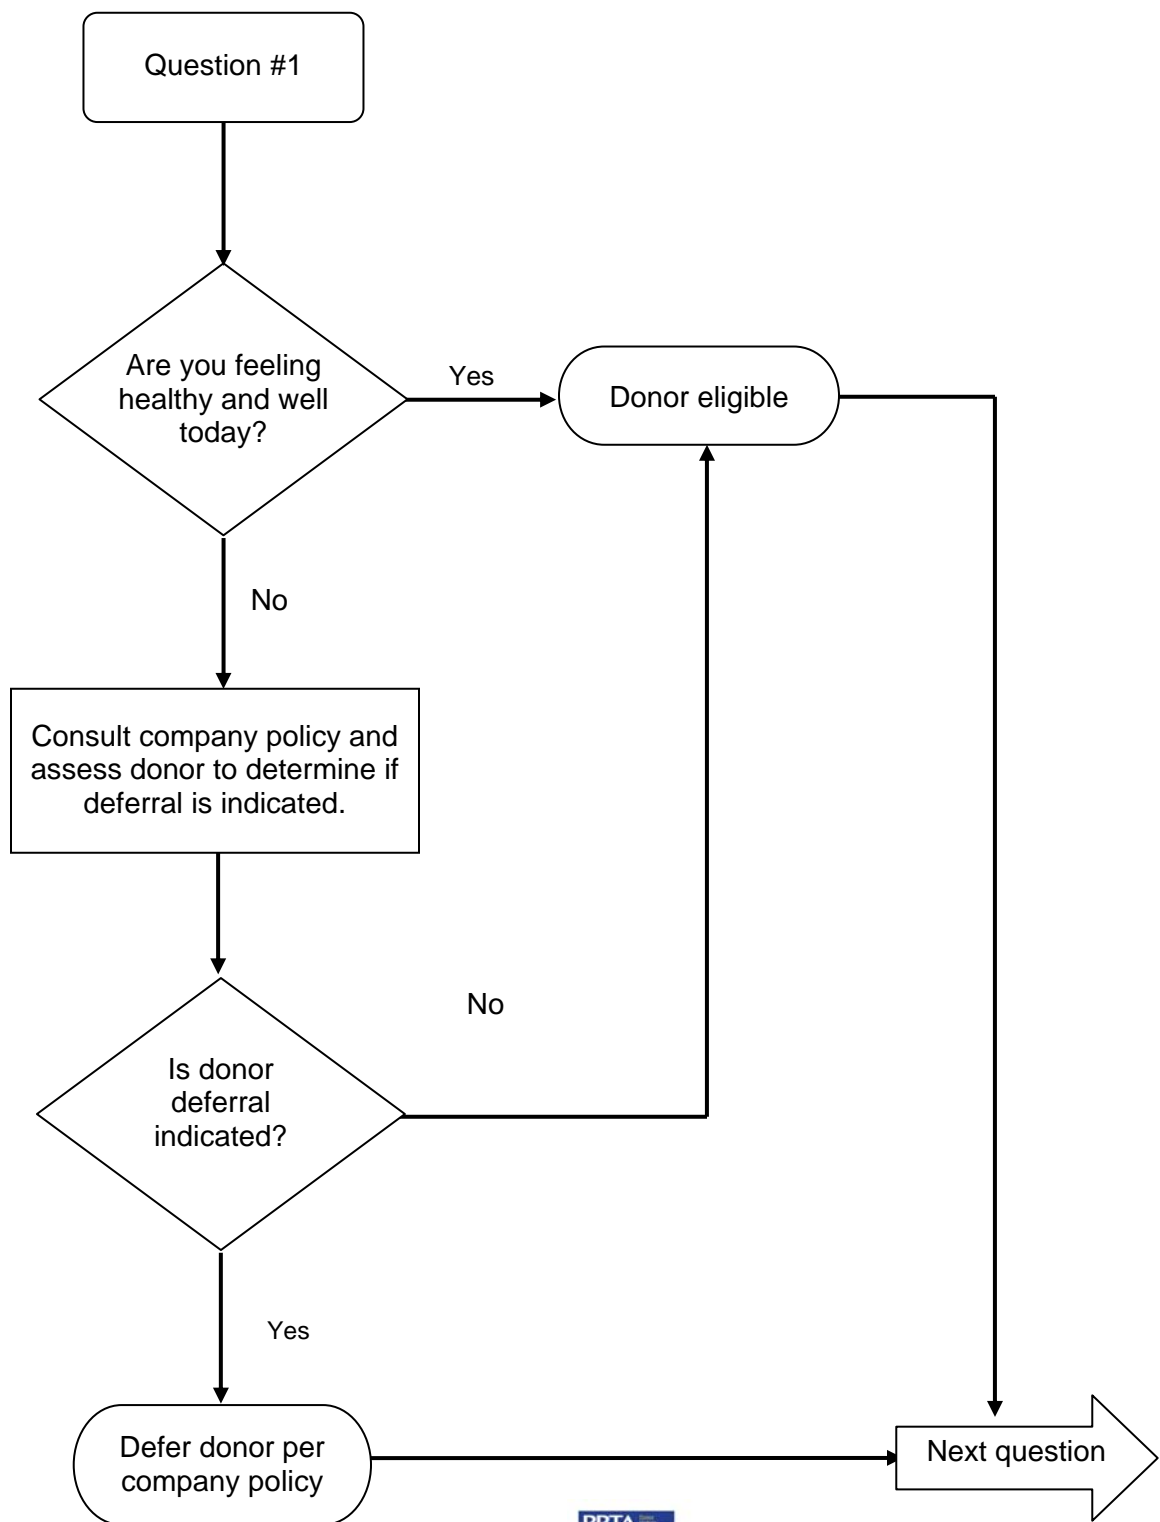 Question #1
Are you feeling
healthy and well
today?
Yes
Donor eligible
No
Consult company policy and
assess donor to determine if
deferral is indicated.
No
Is donor
deferral
indicated?
Yes
Defer donor per
company policy
Next question
PPTA